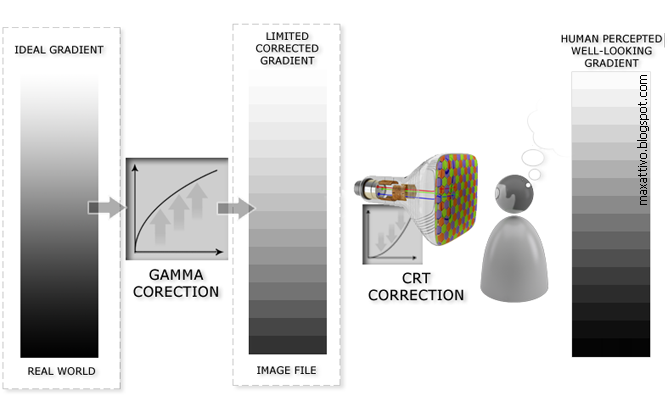 IDEAL GRADIENT
REAL WORLD
GAMMA
CORECTION
LIMITED
CORRECTED
GRADIENT
IMAGE FILE
CRT
CORRECTION
HUMAN PERCEPTED
WELL-LOOKING
GRADIENT
maxattivo.blogspot.com